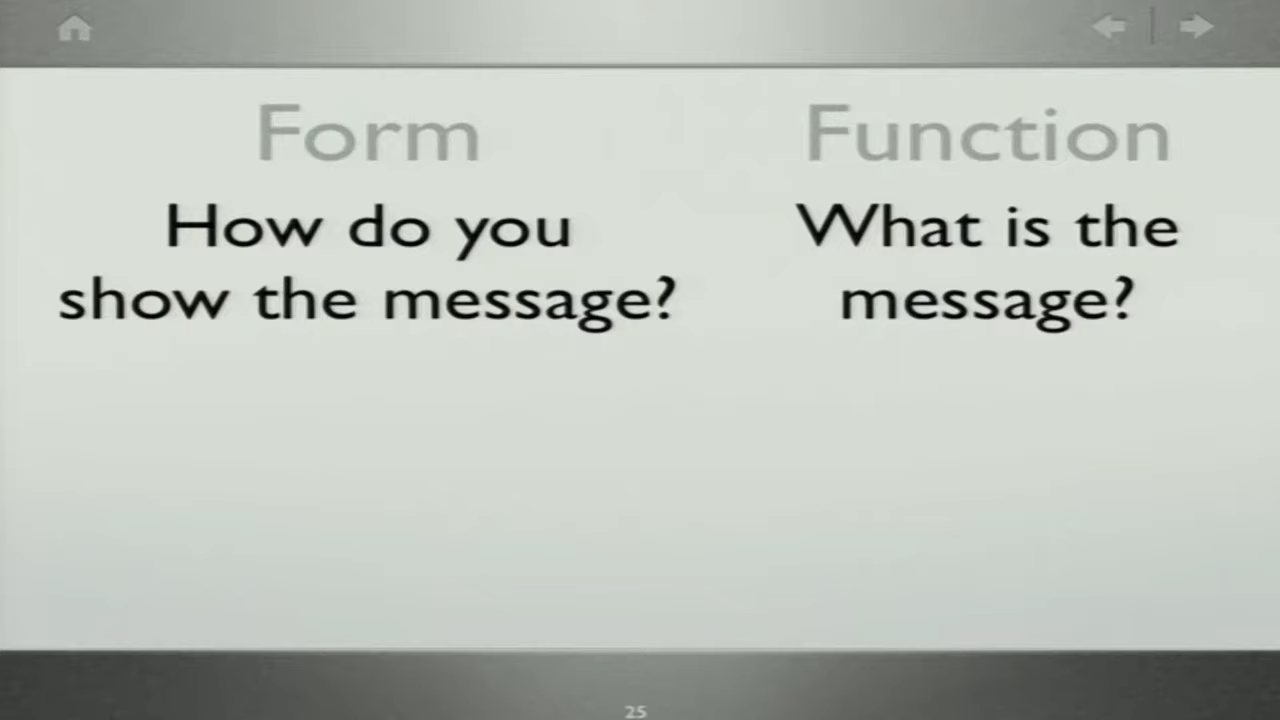 Form
How do you
show the message?
Function
What is the
message?
25